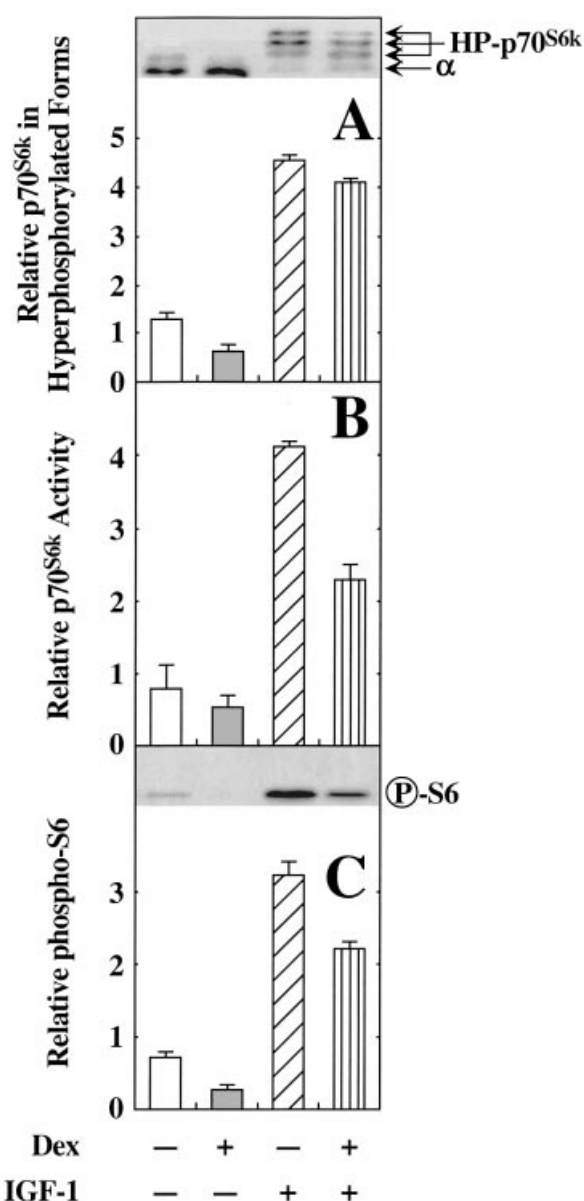 HP-p70S6k
α
Relative p70S6k in
Hyperphosphorylated Forms
A
5
4
3
2
1
0
Relative p70S6k Activity
B
4
3
2
1
0
Ⓟ-S6
Relative phospho-S6
C
3
2
1
0
Dex — + — +
IGF-1 — — + +